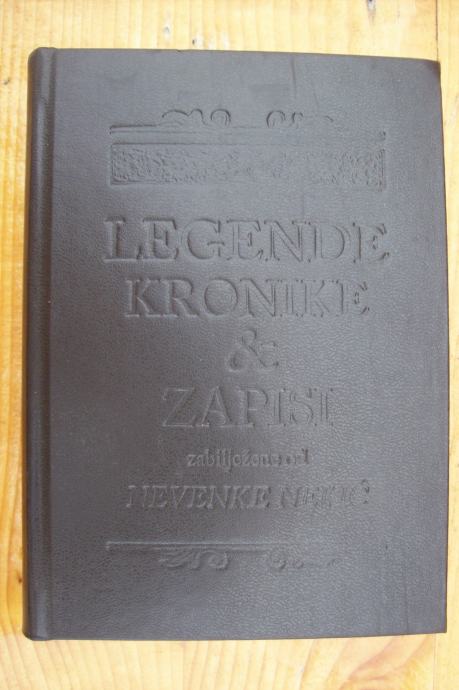 LEGENDE
KRONIKE
&
ZAPISI
zabilježene od
NEVENKE NEKIĆ